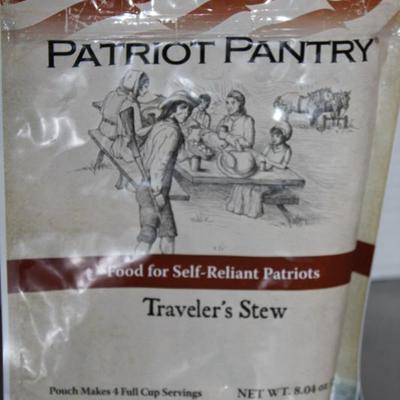 PATRIOT PANTRY
Food for Self-Reliant Patriots
Traveler's Stew
Pouch Makes 4 Full Cup Servings
NET WT. 8.04 oz